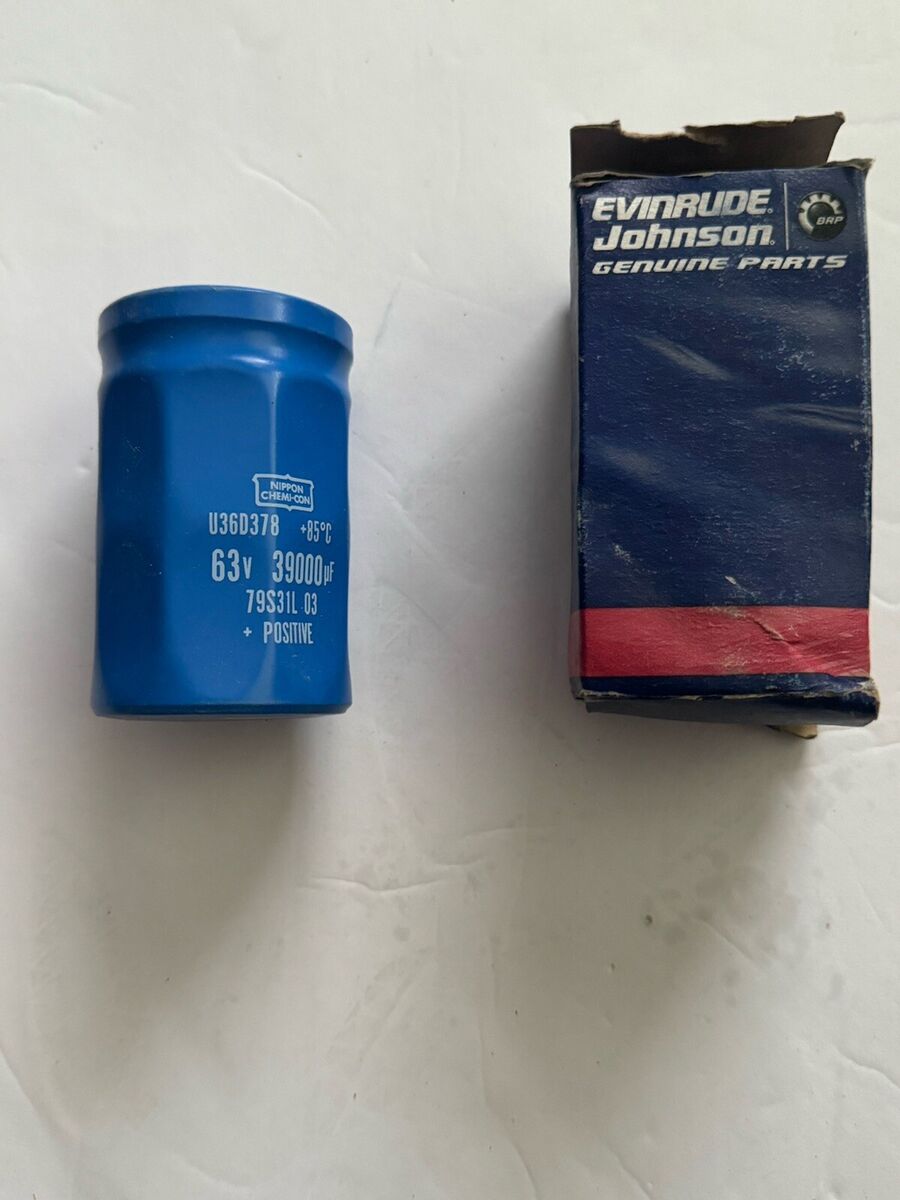 NIPPON
CHEMI-CON
U36D378 +85°C
63V 39000µF
79S31L 03
+ POSITIVE
EVINRUDE®
Johnson®
BRP
GENUINE PARTS